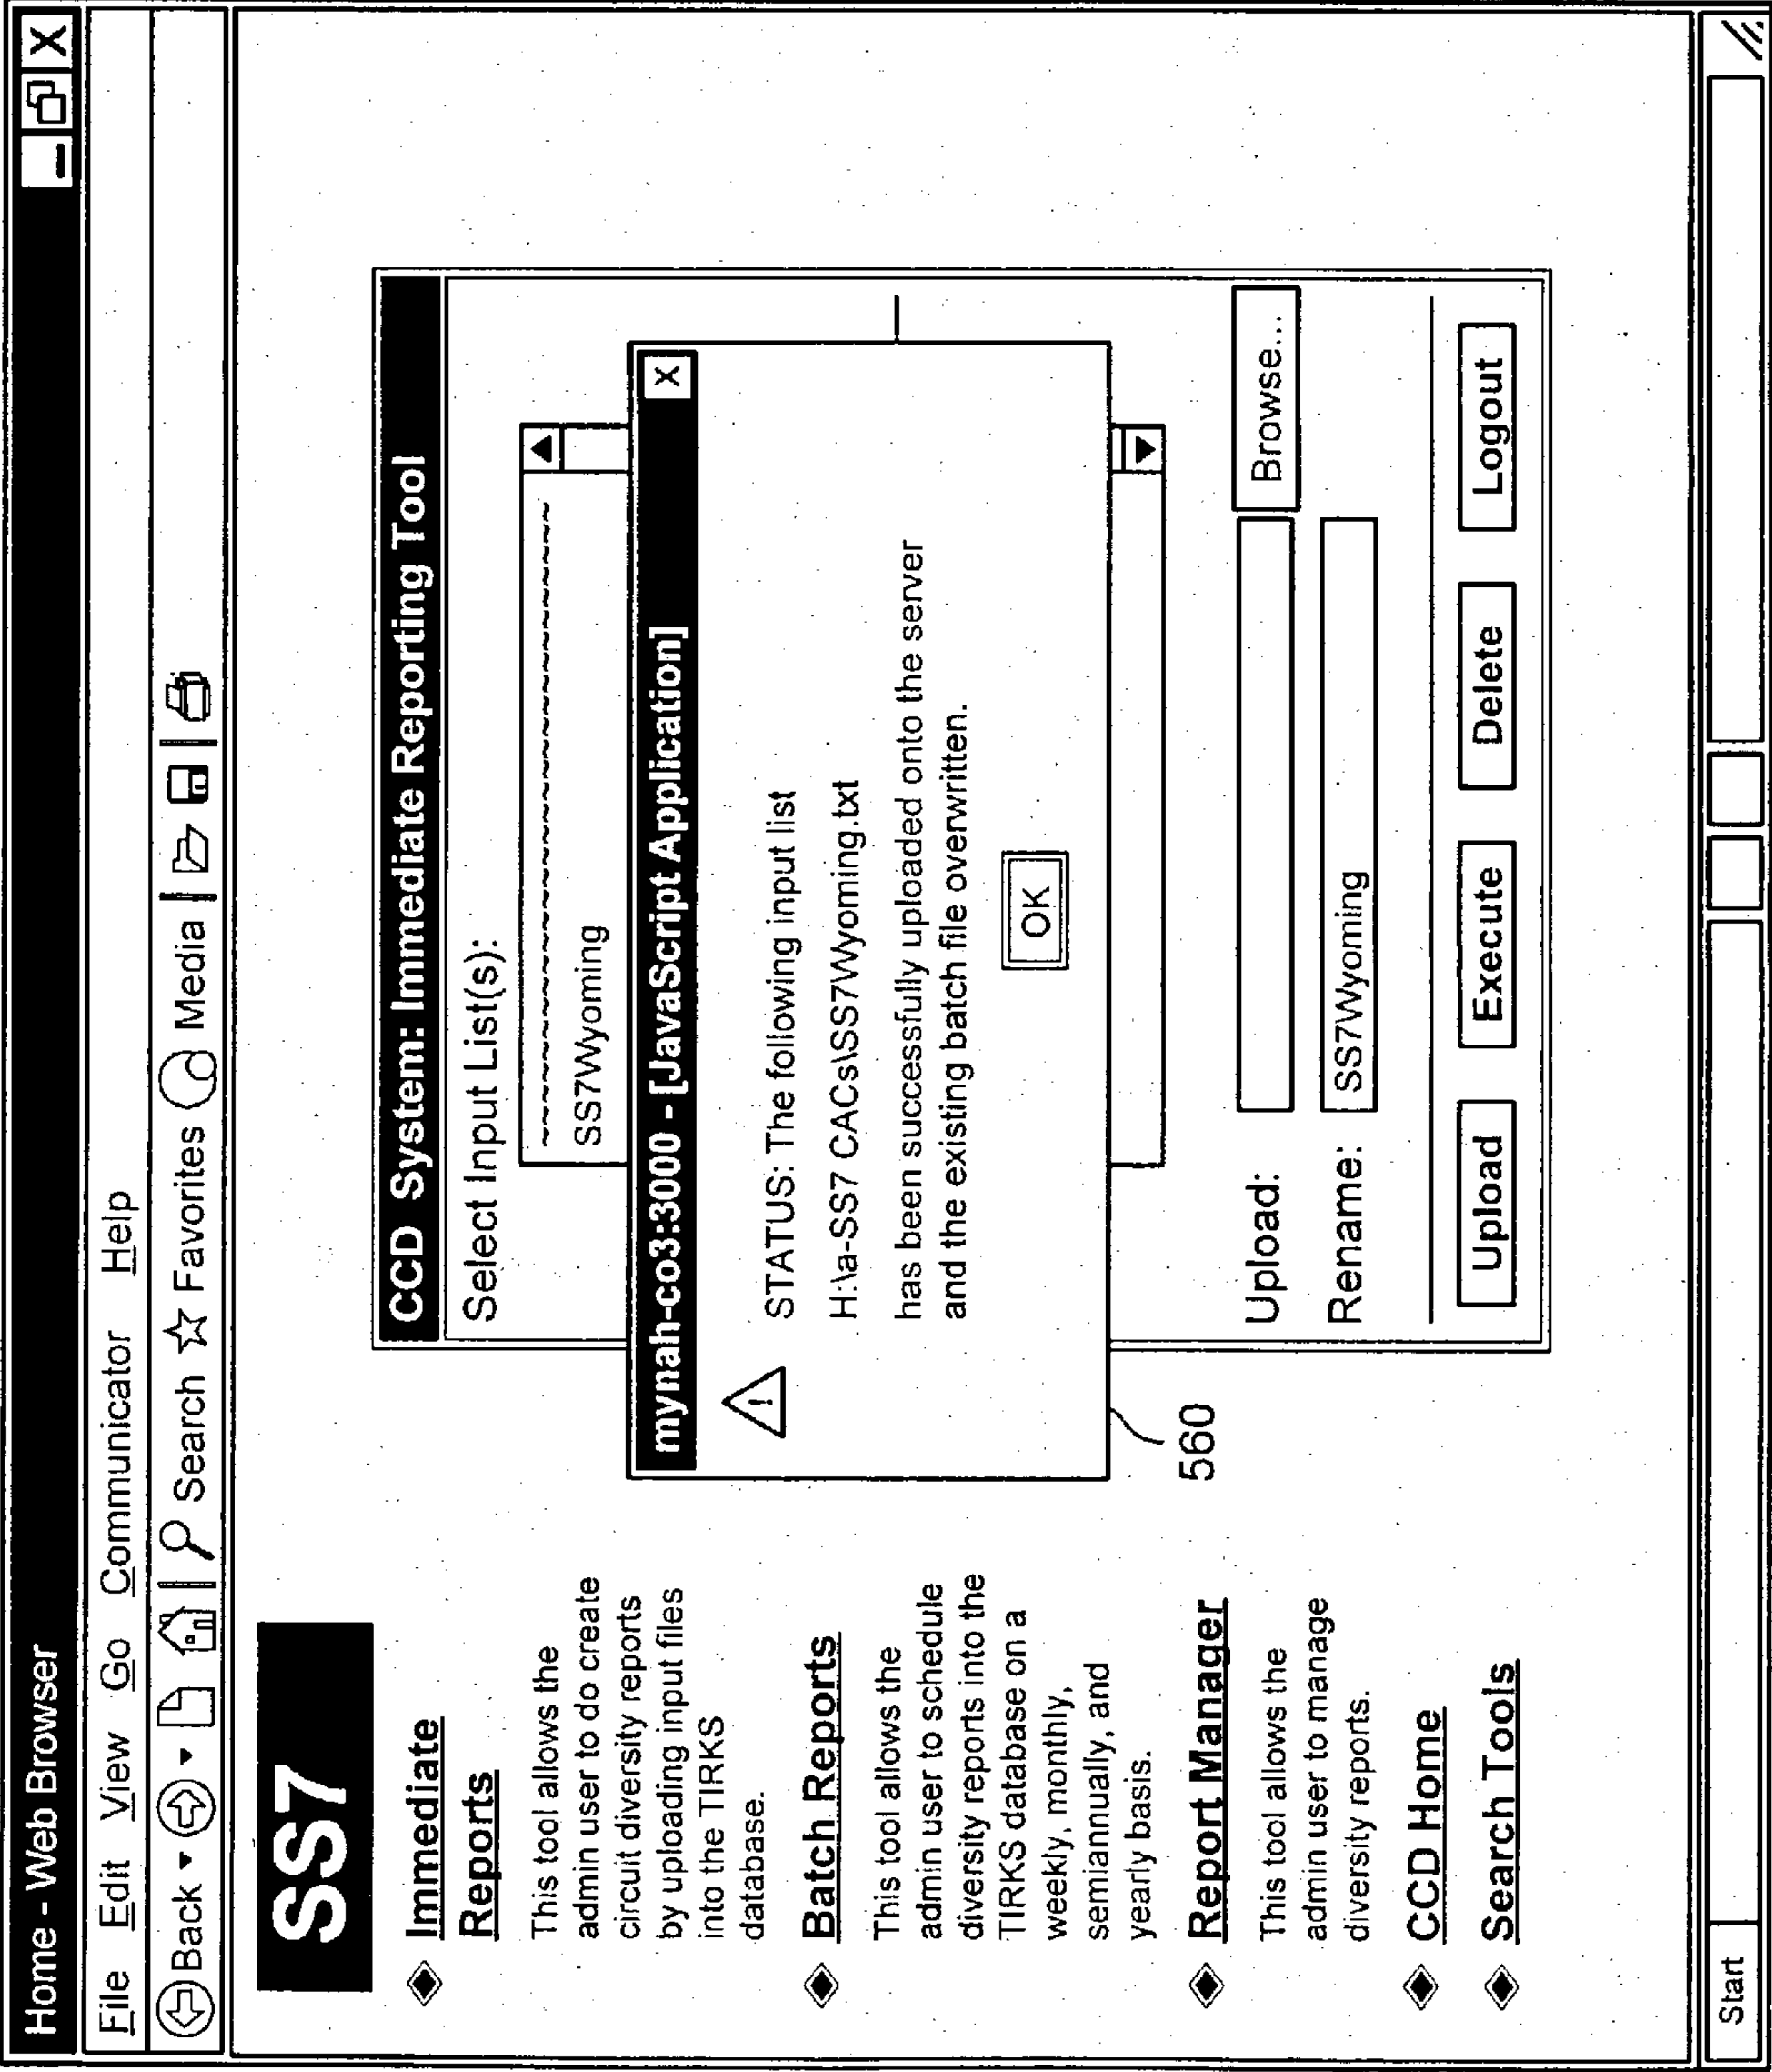 Home - Web Browser
_ X
File Edit View Go Communicator Help
Back Search Favorites Media
SS7
Immediate
Reports
This tool allows the
admin user to do create
circuit diversity reports
by uploading input files
into the TIRKS
database.
Batch Reports
This tool allows the
admin user to schedule
diversity reports into the
TIRKS database on a
weekly, monthly,
semiannually, and
yearly basis.
Report Manager
This tool allows the
admin user to manage
diversity reports.
CCD Home
Search Tools
CCD System: Immediate Reporting Tool
Select Input List(s):
~~~~~~~~~~~~~~~~~~~~~~~~~~~~~~~~
SS7Wyoming
mynah-co3:3000 - [JavaScript Application] X
!
STATUS: The following input list
H:\a-SS7 CACs\SS7Wyoming.txt
has been successfully uploaded onto the server
and the existing batch file overwritten.
OK
560
Upload: Browse...
Rename: SS7Wyoming
Upload Execute Delete Logout
Start